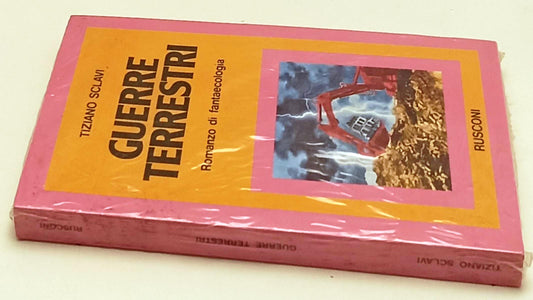 TIZIANO SCLAVI
GUERRE
TERRESTRI
Romanzo di fantaecologia
RUSCONI
TIZIANO SCLAVI
GUERRE TERRESTRI
RUSCONI